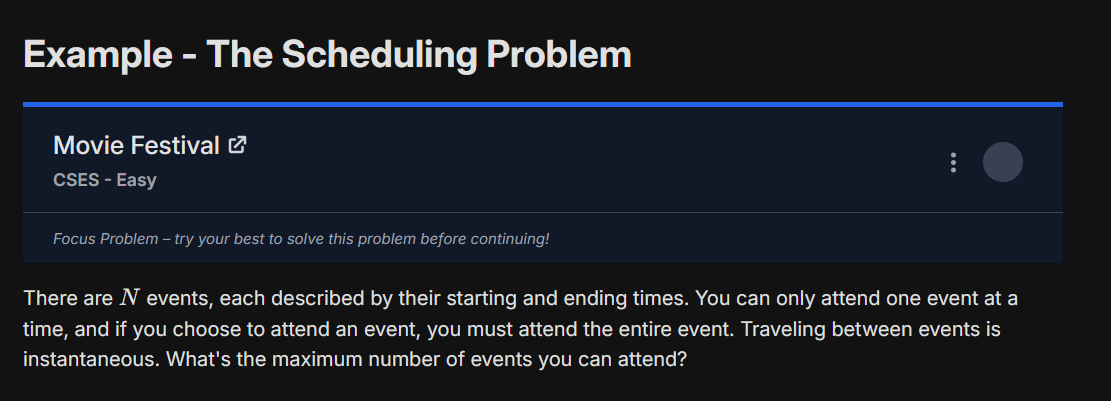 Example - The Scheduling Problem
Movie Festival
CSES - Easy
Focus Problem – try your best to solve this problem before continuing!
There are N events, each described by their starting and ending times. You can only attend one event at a
time, and if you choose to attend an event, you must attend the entire event. Traveling between events is
instantaneous. What's the maximum number of events you can attend?